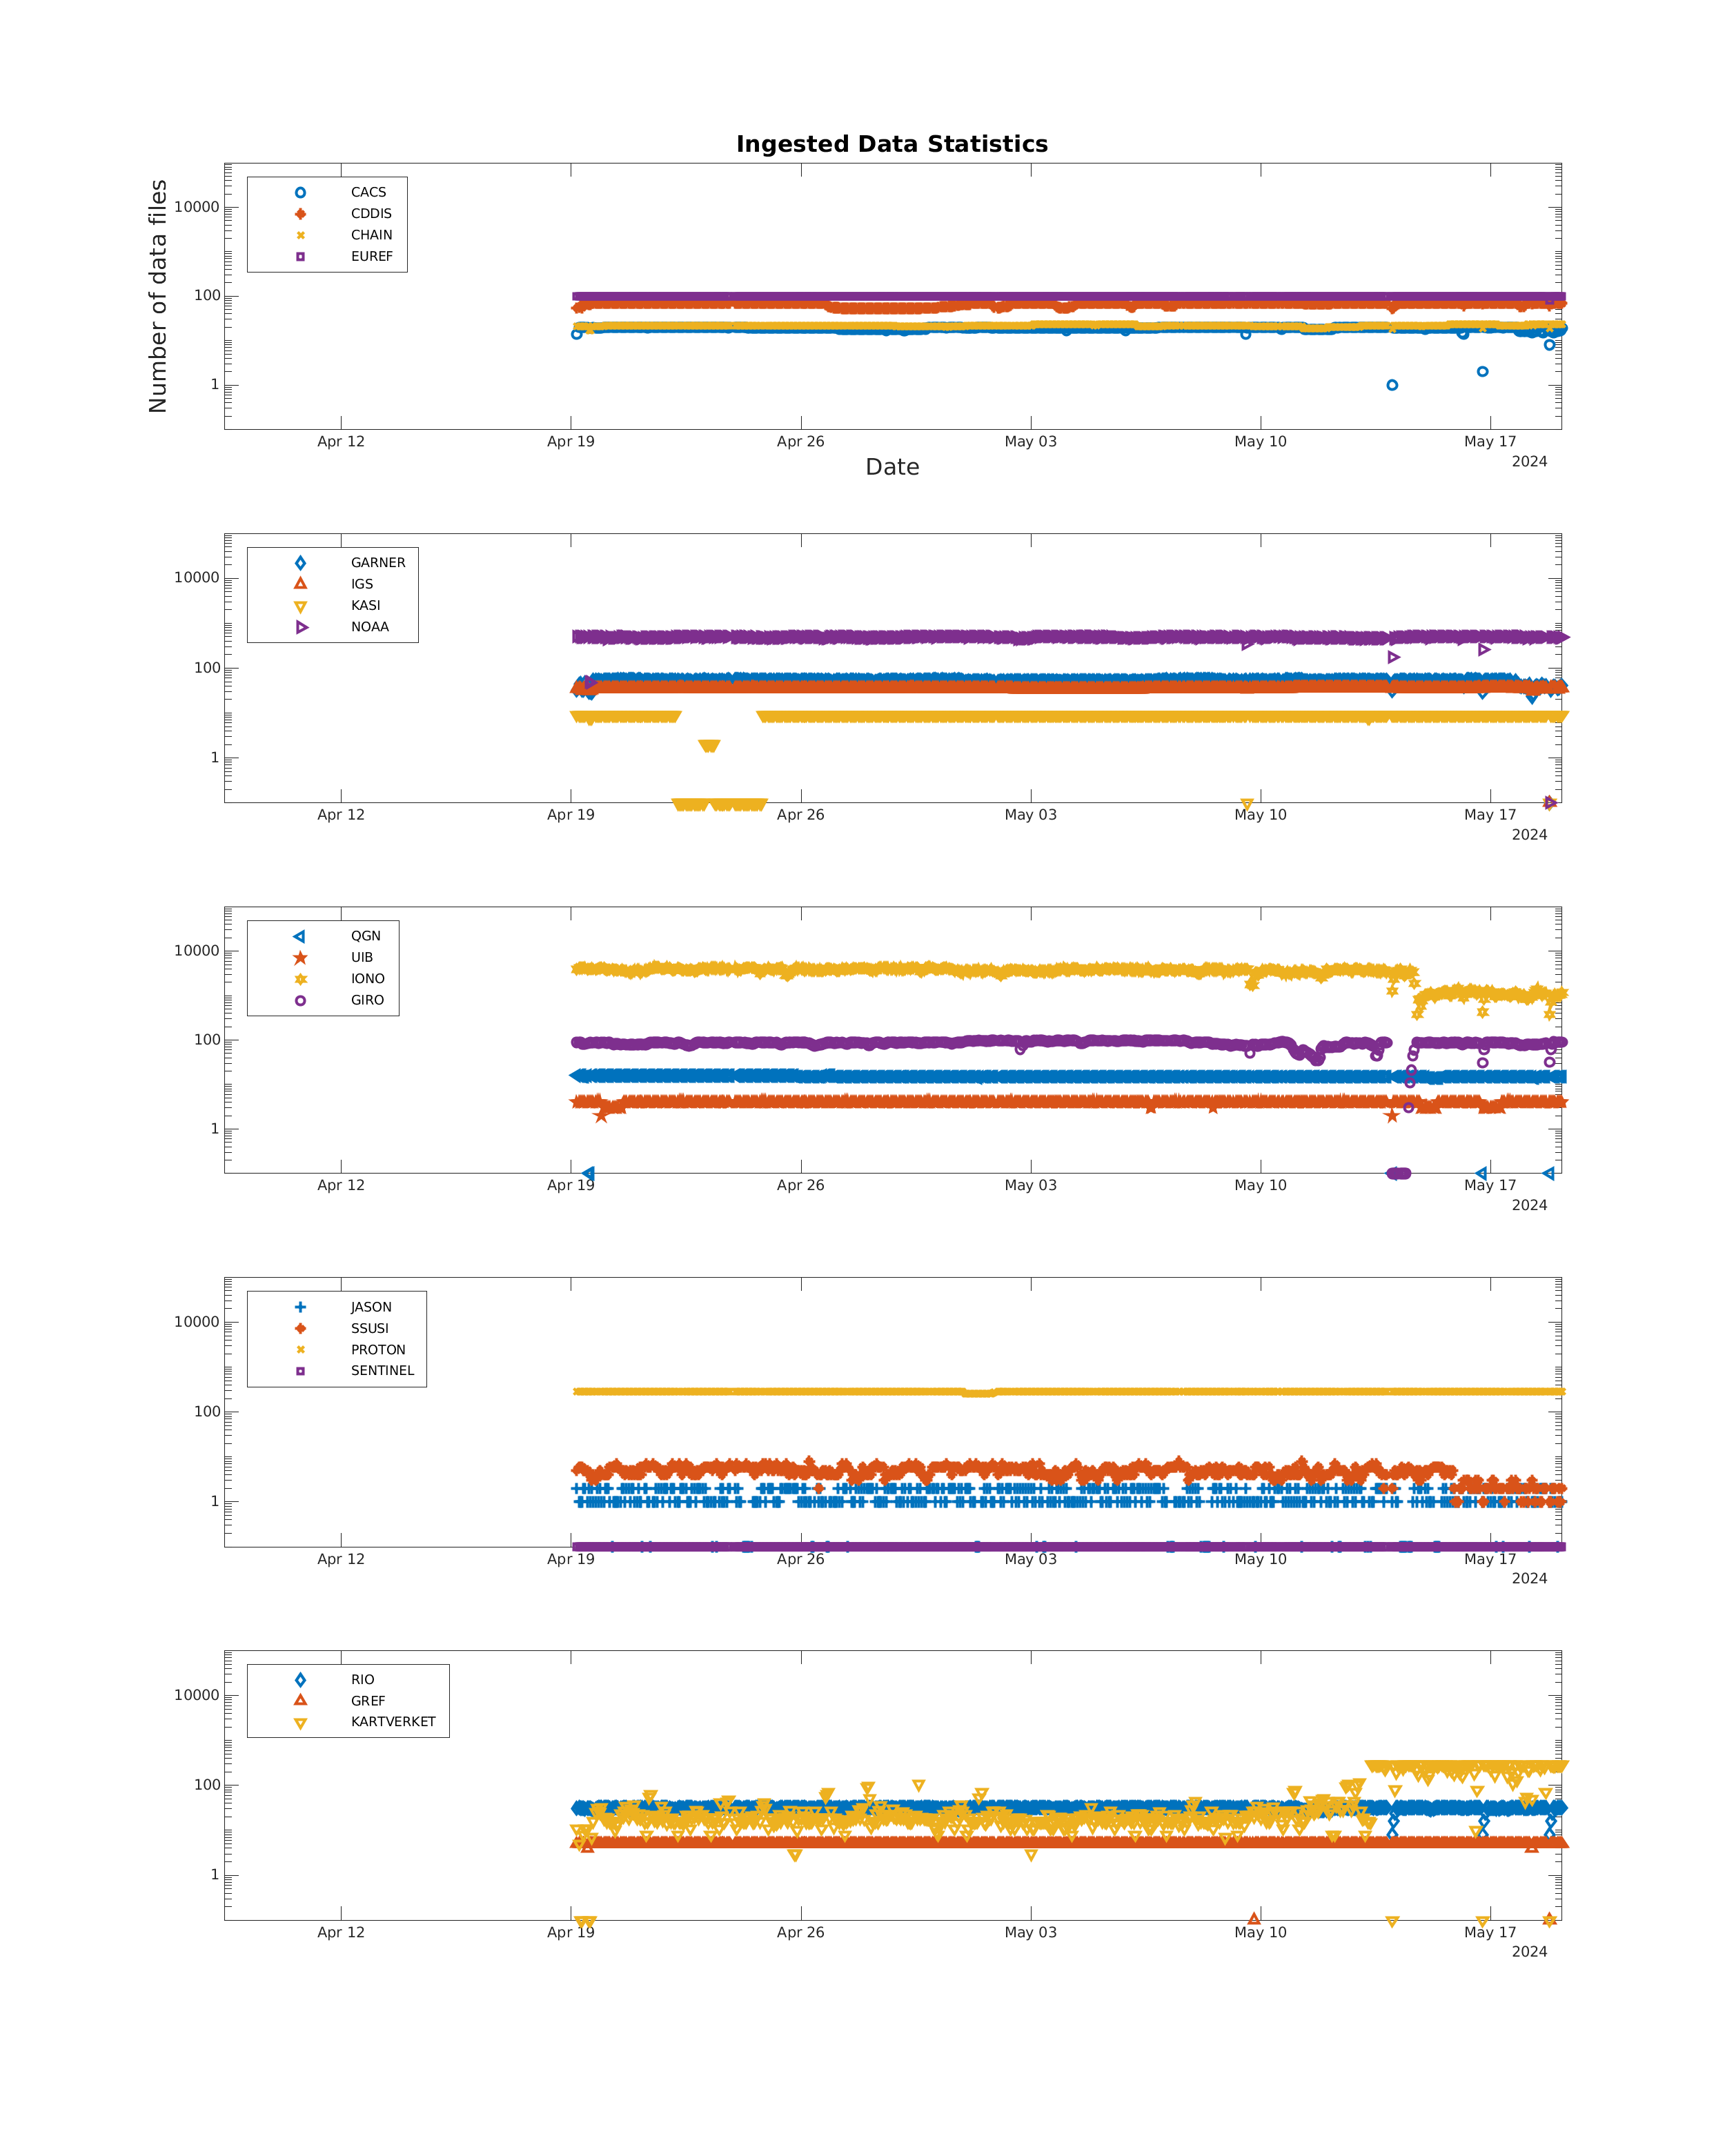 Ingested Data Statistics
Number of data files
CACS
CDDIS
CHAIN
EUREF
10000
100
1
Apr 12 Apr 19 Apr 26 May 03 May 10 May 17
2024
Date
GARNER
IGS
KASI
NOAA
10000
100
1
Apr 12 Apr 19 Apr 26 May 03 May 10 May 17
2024
QGN
UIB
IONO
GIRO
10000
100
1
Apr 12 Apr 19 Apr 26 May 03 May 10 May 17
2024
JASON
SSUSI
PROTON
SENTINEL
10000
100
1
Apr 12 Apr 19 Apr 26 May 03 May 10 May 17
2024
RIO
GREF
KARTVERKET
10000
100
1
Apr 12 Apr 19 Apr 26 May 03 May 10 May 17
2024